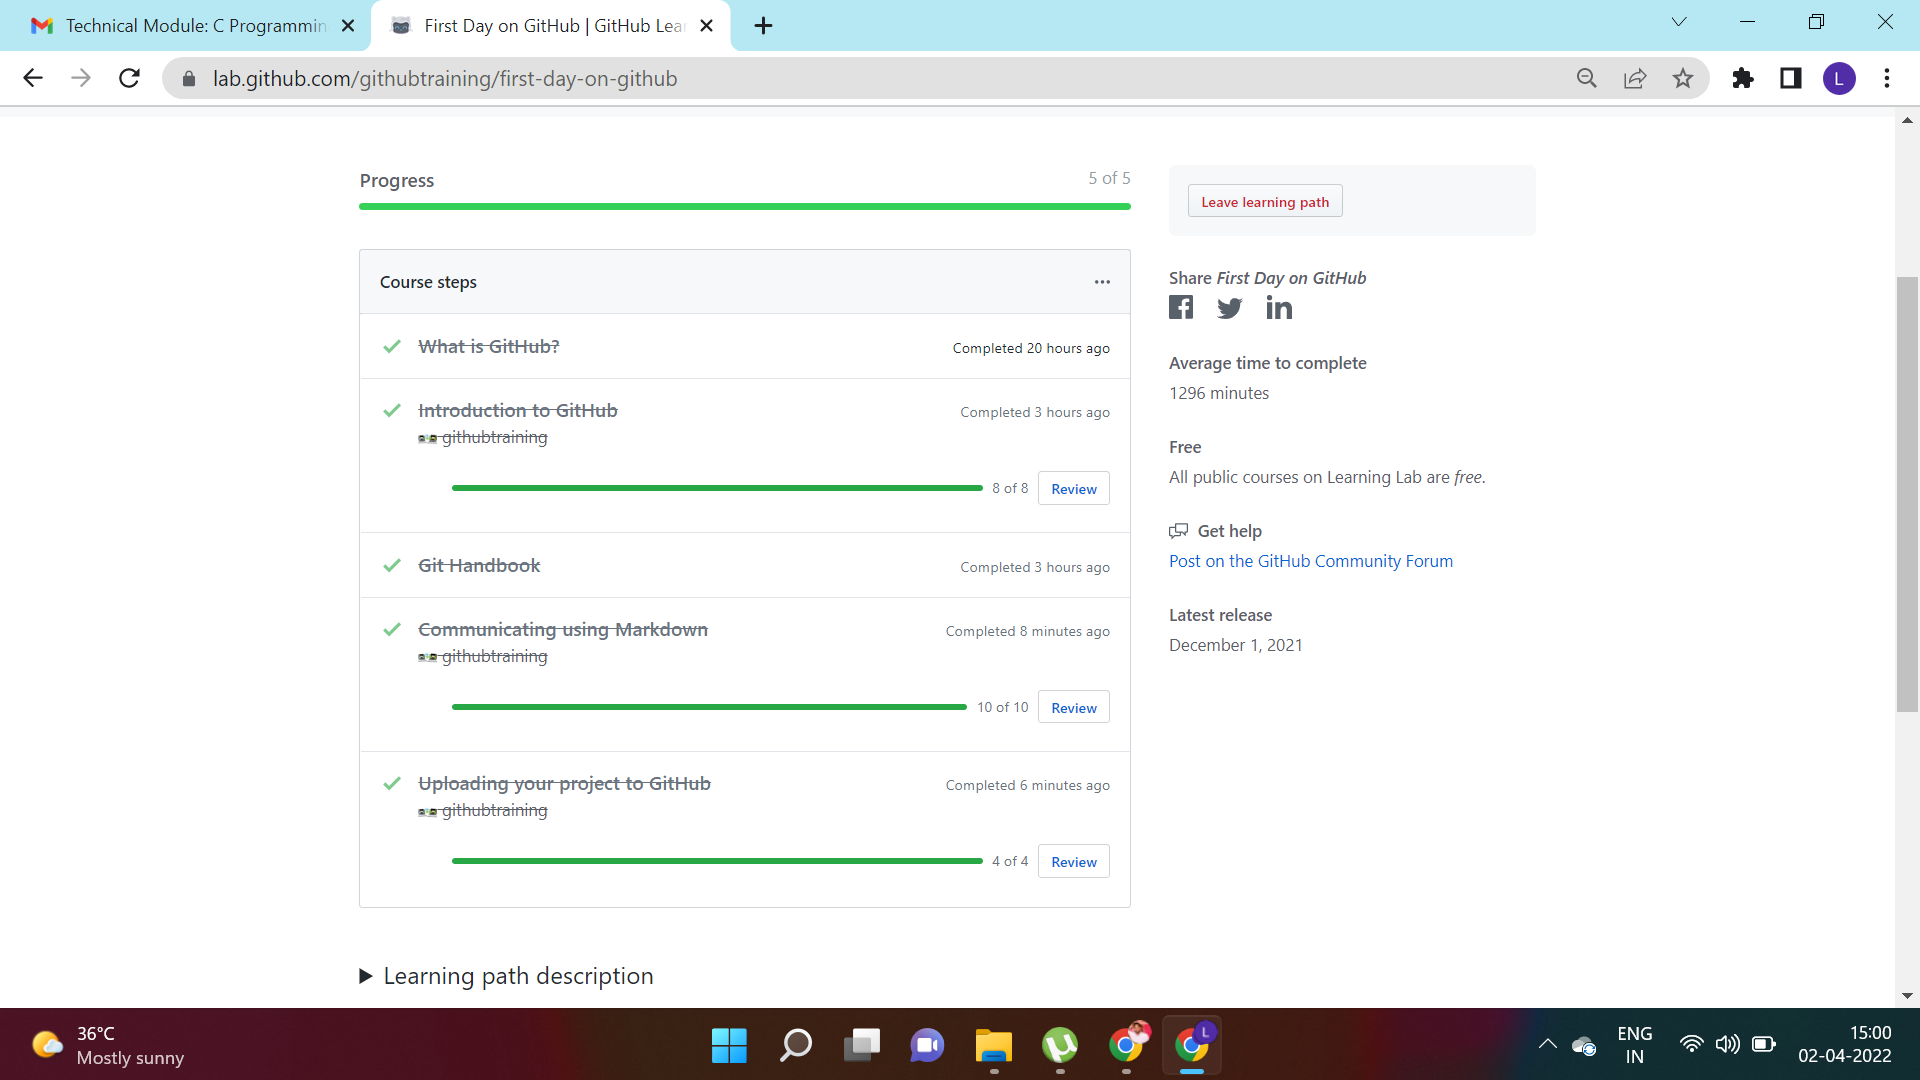 Technical Module: C Programmin
First Day on GitHub | GitHub Lear
lab.github.com/githubtraining/first-day-on-github
L
Progress
5 of 5
Course steps
What is GitHub?
Completed 20 hours ago
Introduction to GitHub
Completed 3 hours ago
githubtraining
8 of 8
Review
Git Handbook
Completed 3 hours ago
Communicating using Markdown
Completed 8 minutes ago
githubtraining
10 of 10
Review
Uploading your project to GitHub
Completed 6 minutes ago
githubtraining
4 of 4
Review
Learning path description
Leave learning path
Share First Day on GitHub
Average time to complete
1296 minutes
Free
All public courses on Learning Lab are free.
Get help
Post on the GitHub Community Forum
Latest release
December 1, 2021
36°C
Mostly sunny
L
ENG
IN
15:00
02-04-2022